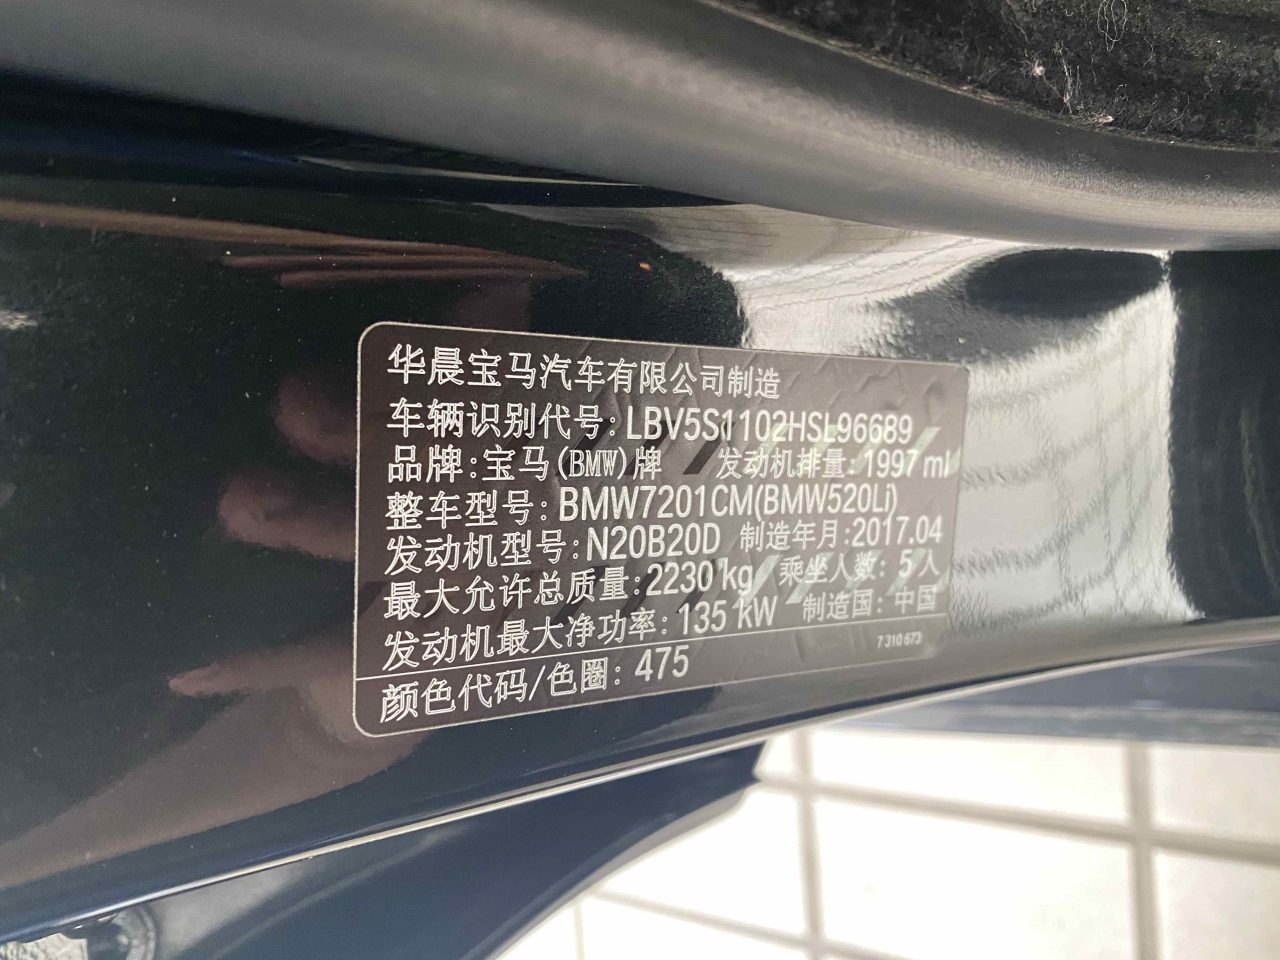 华晨宝马汽车有限公司制造
车辆识别代号: LBV5S1102HSL96689
品牌:宝马(BMW)牌 发动机排量: 1997 ml
整车型号: BMW7201CM(BMW520Li)
发动机型号: N20B20D 制造年月:2017.04
最大允许总质量: 2230 kg 乘坐人数: 5 人
发动机最大净功率: 135 kW 制造国: 中国
7 310 673
颜色代码/色圈: 475